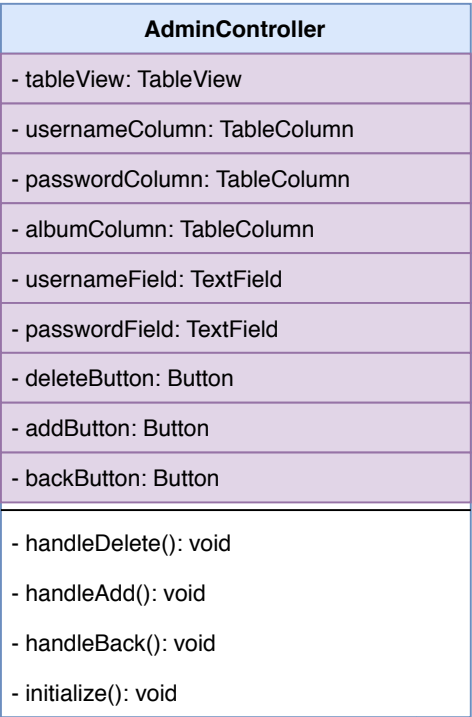 AdminController
- tableView: TableView
- usernameColumn: TableColumn
- passwordColumn: TableColumn
- albumColumn: TableColumn
- usernameField: TextField
- passwordField: TextField
- deleteButton: Button
- addButton: Button
- backButton: Button
- handleDelete(): void
- handleAdd(): void
- handleBack(): void
- initialize(): void